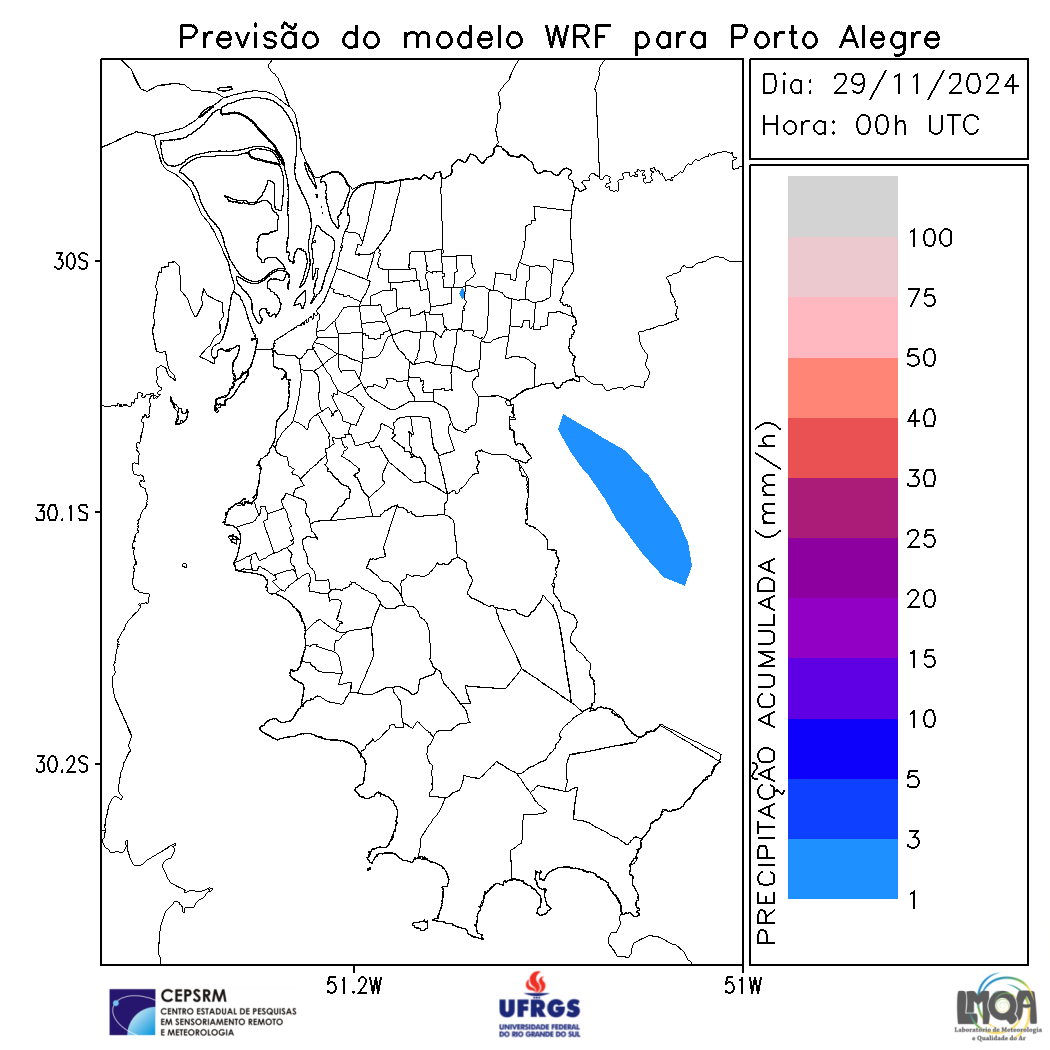 Previsão do modelo WRF para Porto Alegre
Dia: 29/11/2024
Hora: 00h UTC
30S
30.1S
30.2S
51.2W
51W
PRECIPITAÇÃO ACUMULADA (mm/h)
100
75
50
40
30
25
20
15
10
5
3
1
CEPSRM
CENTRO ESTADUAL DE PESQUISAS
EM SENSORIAMENTO REMOTO
E METEOROLOGIA
UFRGS
UNIVERSIDADE FEDERAL
DO RIO GRANDE DO SUL
LMQA
Laboratório de Meteorologia
e Qualidade do Ar